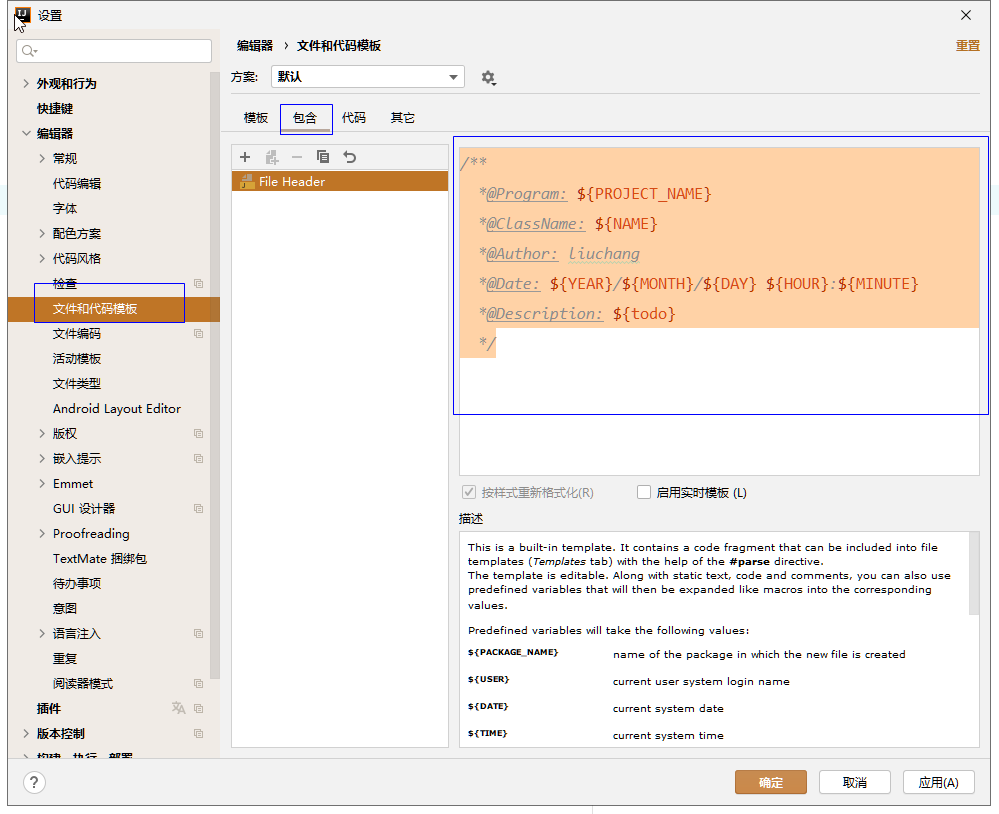 设置
编辑器 › 文件和代码模板
重置
方案: 默认
模板 包含 代码 其它
外观和行为
快捷键
编辑器
常规
代码编辑
字体
配色方案
代码风格
检查
文件和代码模板
文件编码
活动模板
文件类型
Android Layout Editor
版权
嵌入提示
Emmet
GUI 设计器
Proofreading
TextMate 捆绑包
待办事项
意图
语言注入
重复
阅读器模式
插件
版本控制
构建、执行、部署
File Header
/**
*@Program: ${PROJECT_NAME}
*@ClassName: ${NAME}
*@Author: liuchang
*@Date: ${YEAR}/${MONTH}/${DAY} ${HOUR}:${MINUTE}
*@Description: ${todo}
*/
按样式重新格式化(R) 启用实时模板 (L)
描述
This is a built-in template. It contains a code fragment that can be included into file
templates (Templates tab) with the help of the #parse directive.
The template is editable. Along with static text, code and comments, you can also use
predefined variables that will then be expanded like macros into the corresponding
values.
Predefined variables will take the following values:
${PACKAGE_NAME} name of the package in which the new file is created
${USER} current user system login name
${DATE} current system date
${TIME} current system time
? 确定 取消 应用(A)